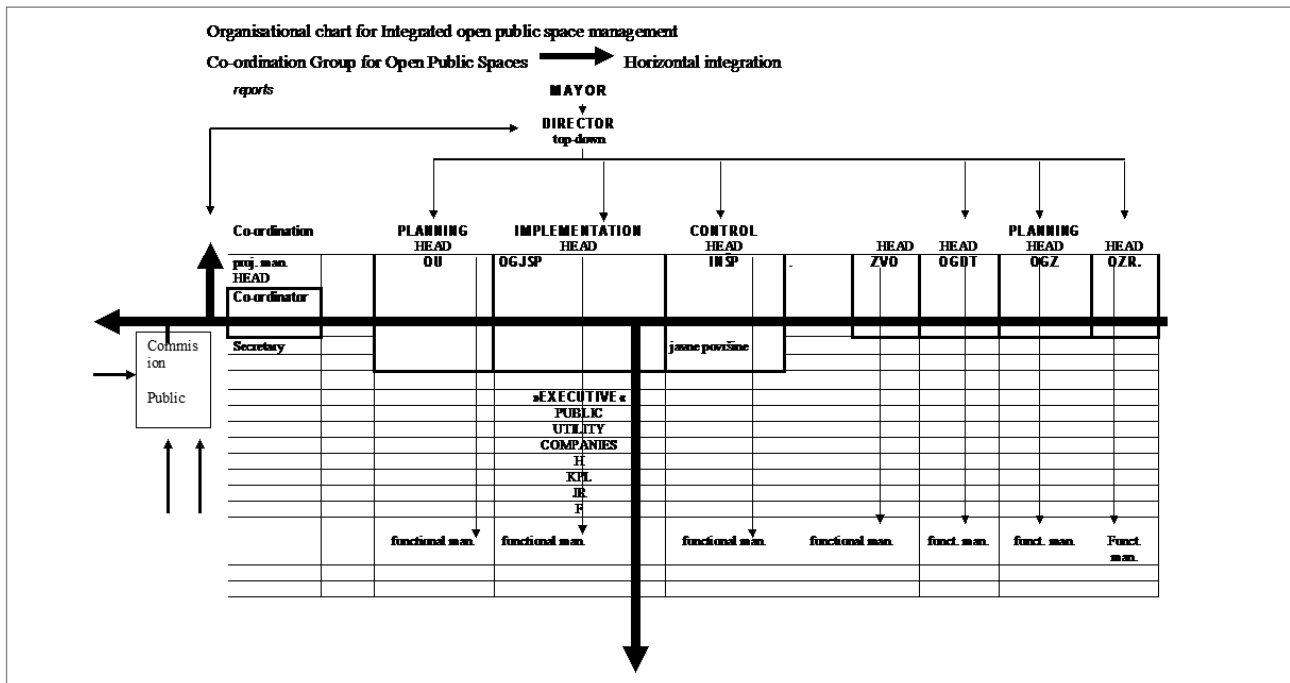 Organisational chart for Integrated open public space management
Co-ordination Group for Open Public Spaces Horizontal integration
reports MAYOR
DIRECTOR
top-down
Co-ordination PLANNING IMPLEMENTATION CONTROL PLANNING
HEAD HEAD HEAD HEAD HEAD HEAD HEAD
proj. man. OU OGJSP INSP . ZVO OGDT OGZ OZR.
HEAD
Co-ordinator
Commis
ion
Public
Secretary javne površine
»EXECUTIVE«
PUBLIC
UTILITY
COMPANIES
H
KPL
JR
F
functional man. functional man. functional man. functional man. funct. man. funct. man. Funct.
man.